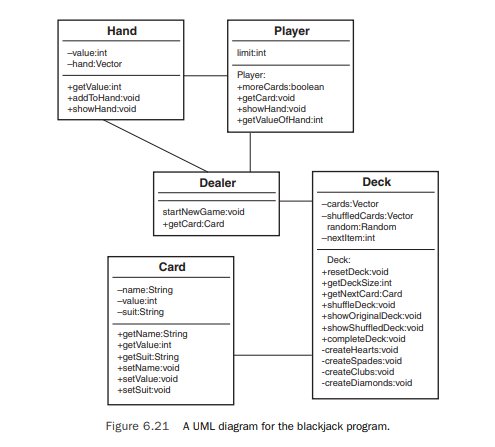 Hand
–value:int
–hand:Vector
+getValue:int
+addToHand:void
+showHand:void
Player
limit:int
Player:
+moreCards:boolean
+getCard:void
+showHand:void
+getValueOfHand:int
Dealer
startNewGame:void
+getCard:Card
Deck
–cards:Vector
–shuffledCards:Vector
random:Random
–nextItem:int
Deck:
+resetDeck:void
+getDeckSize:int
+getNextCard:Card
+shuffleDeck:void
+showOriginalDeck:void
+showShuffledDeck:void
+completeDeck:void
-createHearts:void
-createSpades:void
-createClubs:void
-createDiamonds:void
Card
–name:String
–value:int
–suit:String
+getName:String
+getValue:int
+getSuit:String
+setName:void
+setValue:void
+setSuit:void
Figure 6.21 A UML diagram for the blackjack program.